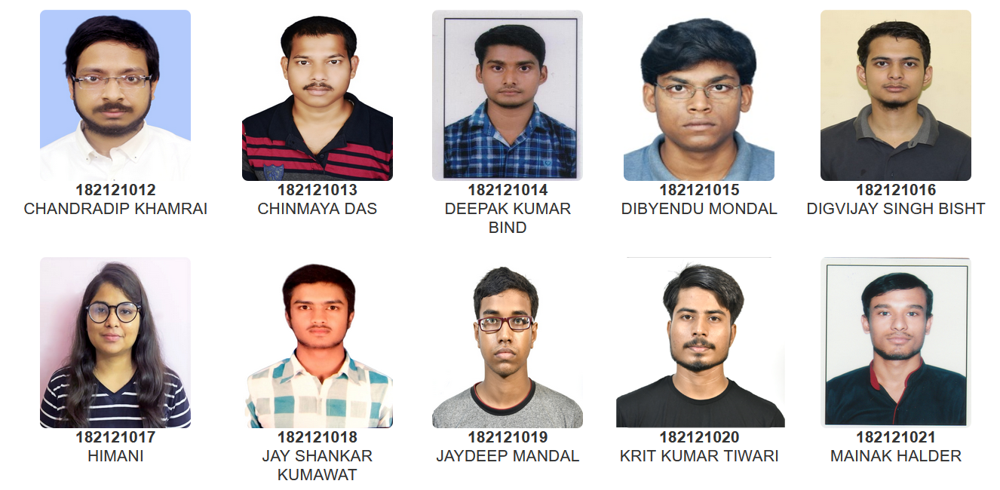 182121012
CHANDRADIP KHAMRAI
182121013
CHINMAYA DAS
182121014
DEEPAK KUMAR
BIND
182121015
DIBYENDU MONDAL
182121016
DIGVIJAY SINGH BISHT
182121017
HIMANI
182121018
JAY SHANKAR
KUMAWAT
182121019
JAYDEEP MANDAL
182121020
KRIT KUMAR TIWARI
182121021
MAINAK HALDER